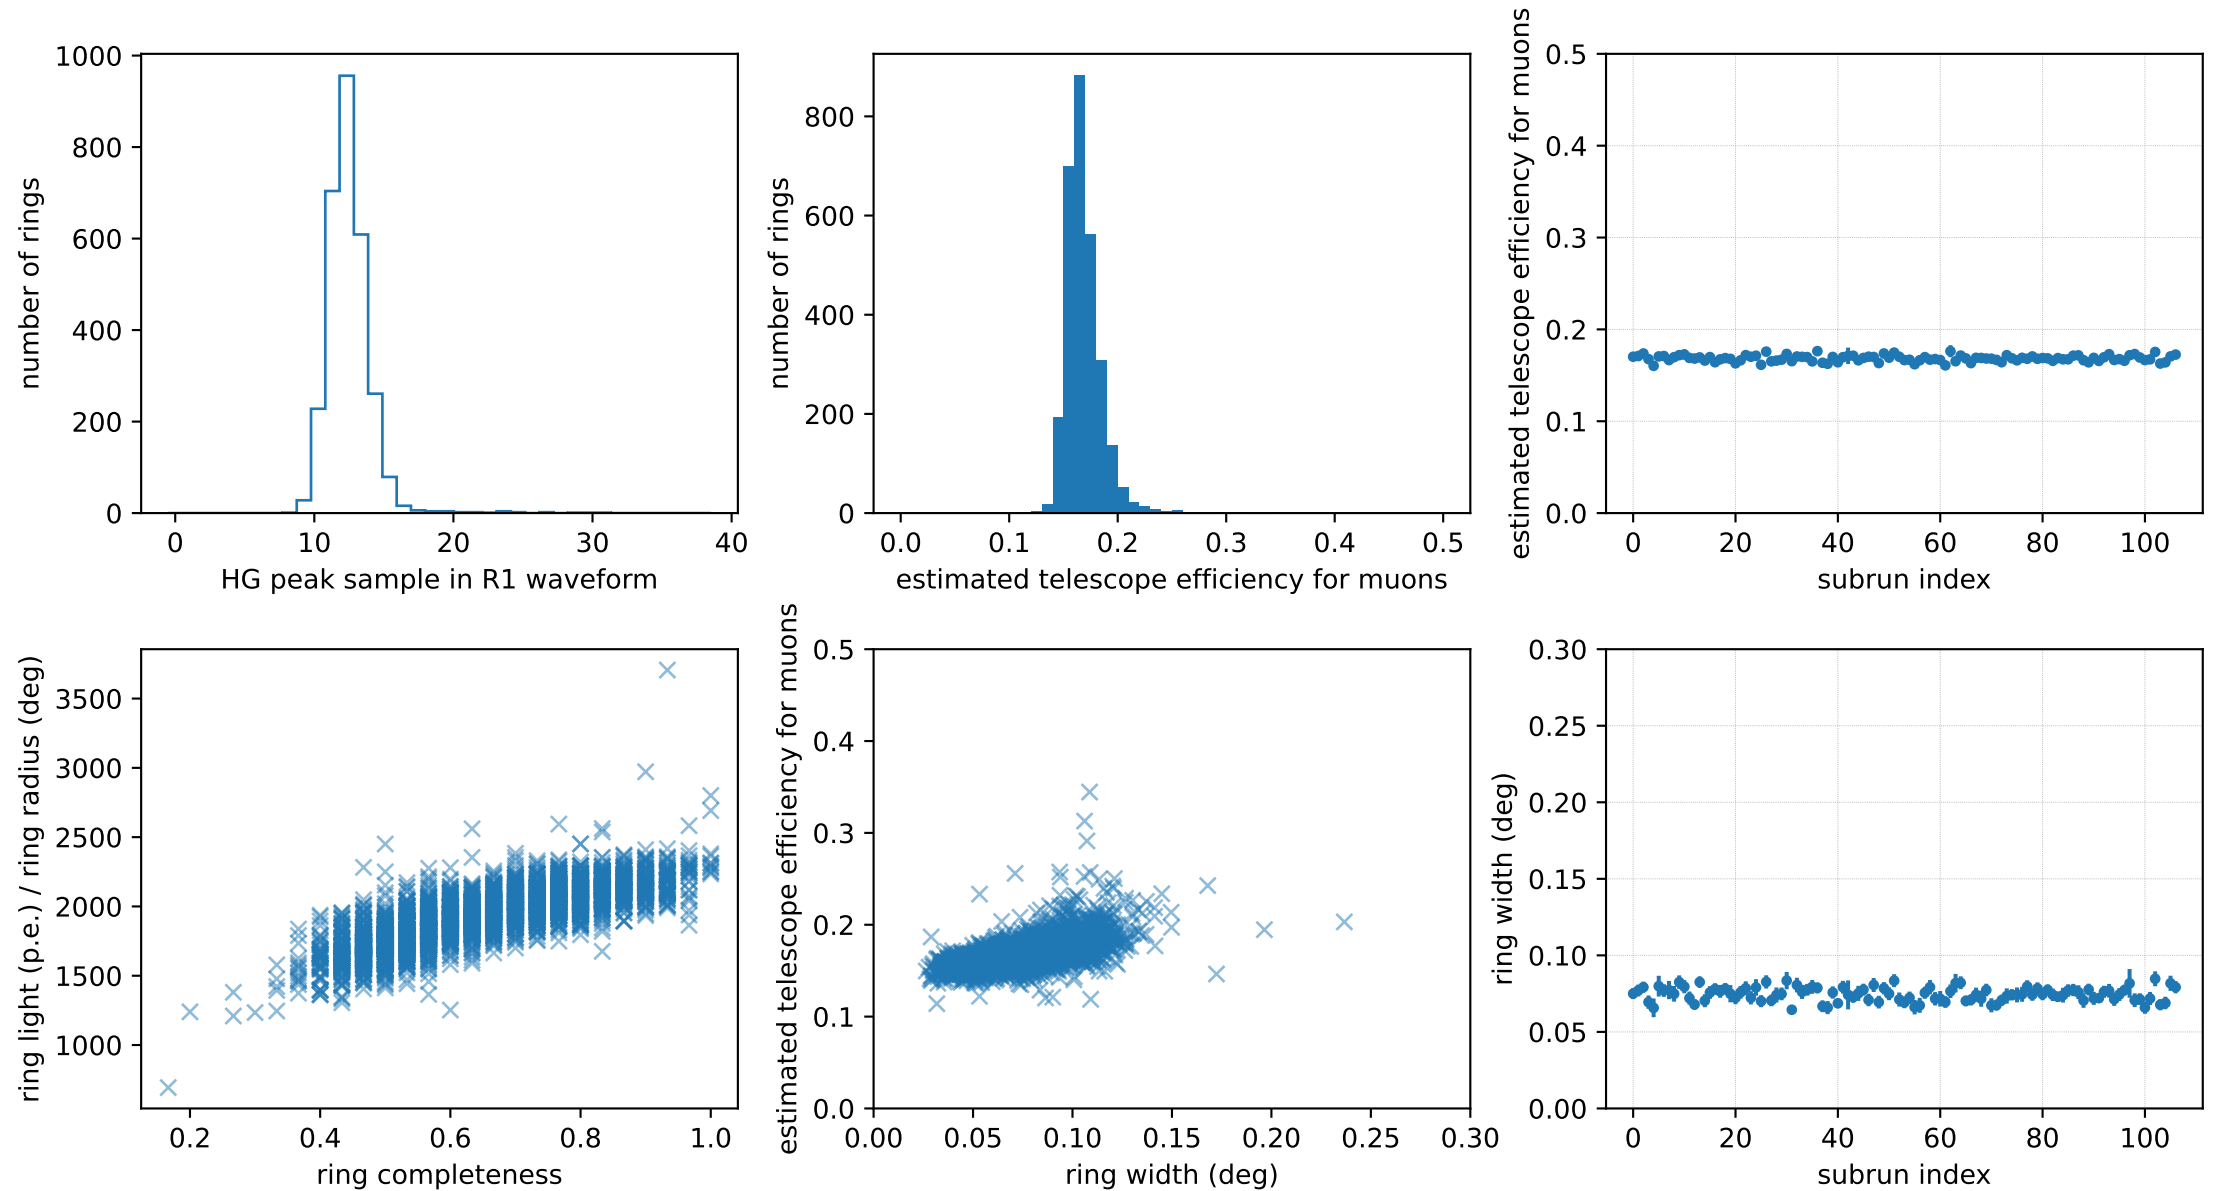 1000
800
600
400
200
0
number of rings
0 10 20 30 40
HG peak sample in R1 waveform
800
600
400
200
0
number of rings
0.0 0.1 0.2 0.3 0.4 0.5
estimated telescope efficiency for muons
0.5
0.4
0.3
0.2
0.1
0.0
estimated telescope efficiency for muons
0 20 40 60 80 100
subrun index
3500
3000
2500
2000
1500
1000
ring light (p.e.) / ring radius (deg)
0.2 0.4 0.6 0.8 1.0
ring completeness
0.5
0.4
0.3
0.2
0.1
0.0
estimated telescope efficiency for muons
0.00 0.05 0.10 0.15 0.20 0.25 0.30
ring width (deg)
0.30
0.25
0.20
0.15
0.10
0.05
0.00
ring width (deg)
0 20 40 60 80 100
subrun index